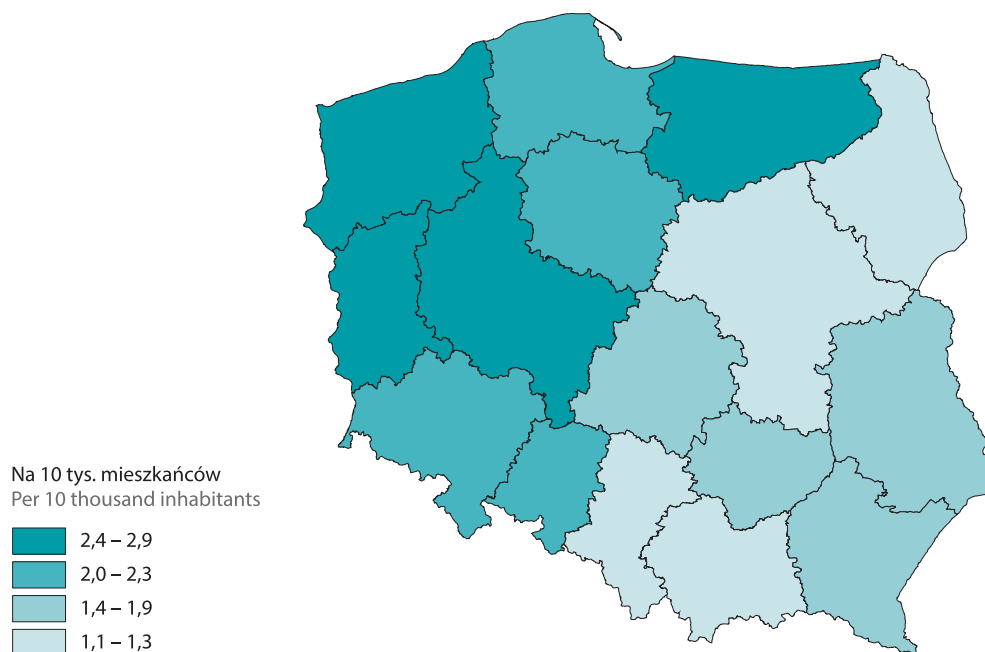 Na 10 tys. mieszkańców
Per 10 thousand inhabitants
2,4 – 2,9
2,0 – 2,3
1,4 – 1,9
1,1 – 1,3